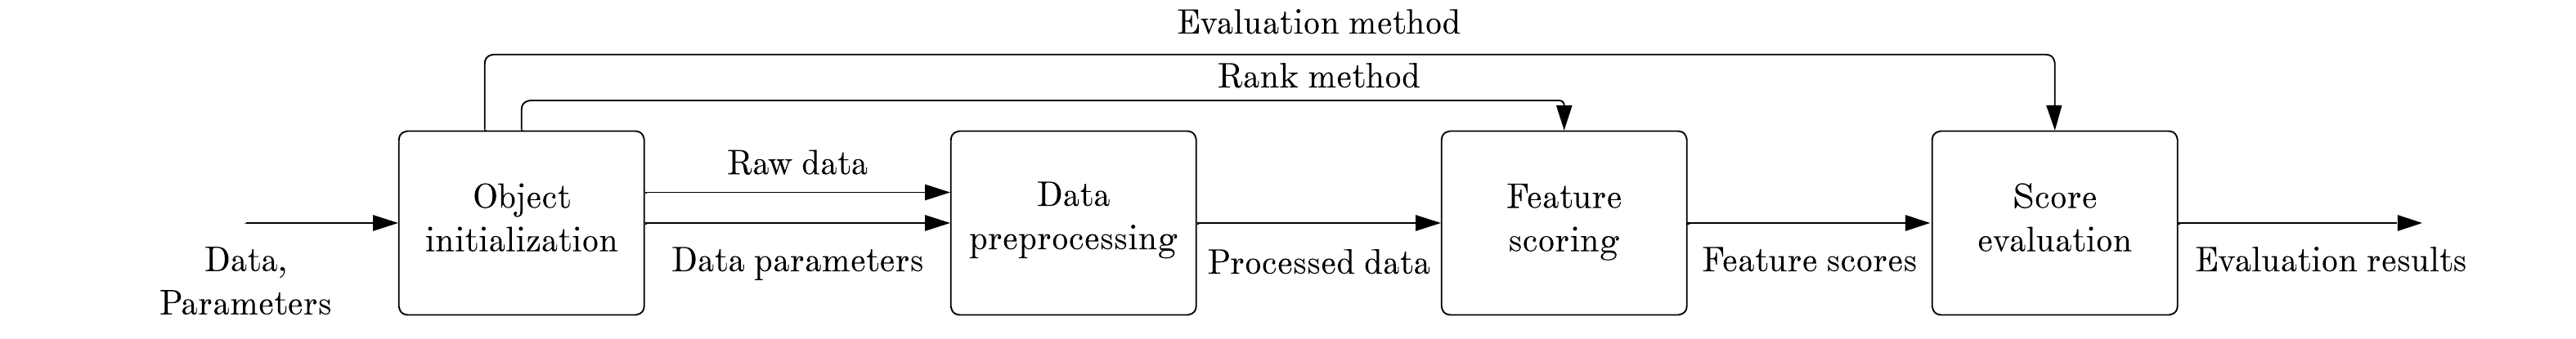 Evaluation method
Rank method
Raw data
Object
initialization
Data
preprocessing
Feature
scoring
Score
evaluation
Data,
Parameters
Data parameters
Processed data
Feature scores
Evaluation results